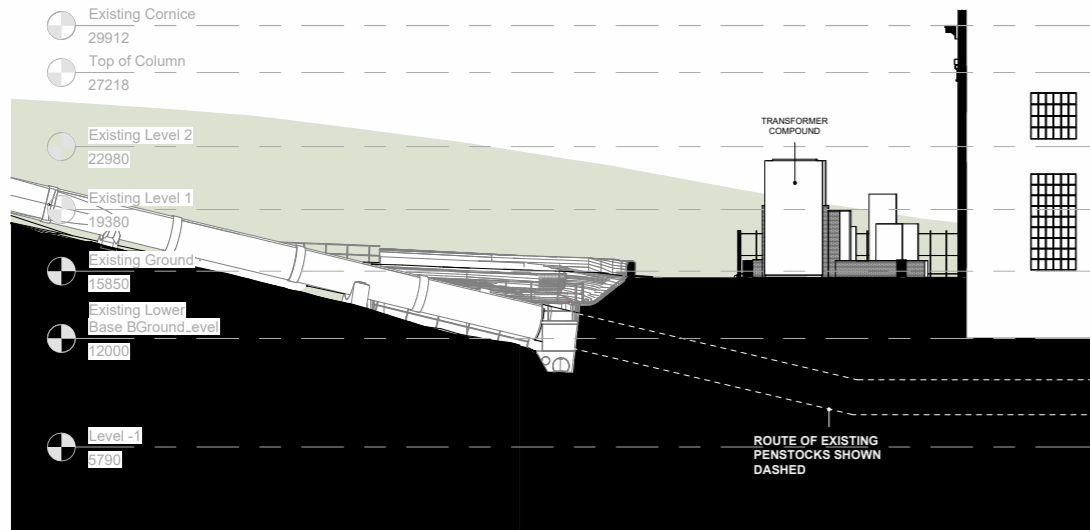 Existing Cornice
29912
Top of Column
27218
Existing Level 2
22980
Existing Level 1
19380
Existing Ground
15850
Existing Lower
Base BGround_evel
12000
Level -1
5790
TRANSFORMER
COMPOUND
ROUTE OF EXISTING
PENSTOCKS SHOWN
DASHED